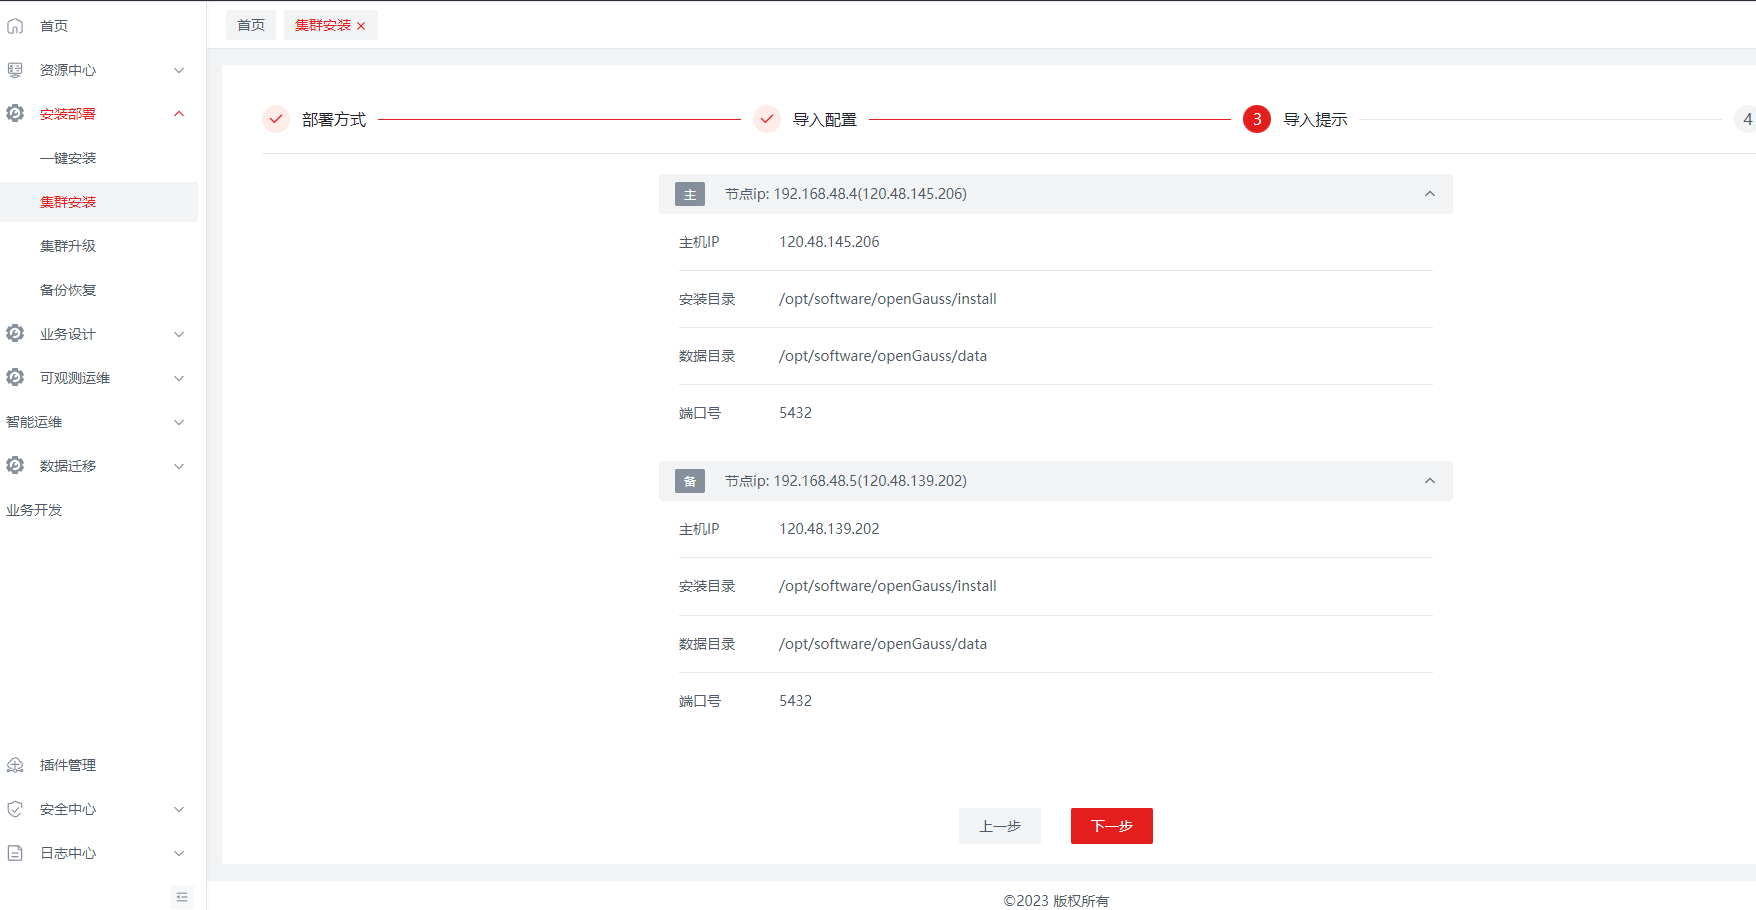 首页
资源中心
安装部署
一键安装
集群安装
集群升级
备份恢复
业务设计
可观测运维
智能运维
数据迁移
业务开发
插件管理
安全中心
日志中心
首页 集群安装 ×
部署方式 导入配置 3 导入提示 4
主 节点ip: 192.168.48.4(120.48.145.206)
主机IP 120.48.145.206
安装目录 /opt/software/openGauss/install
数据目录 /opt/software/openGauss/data
端口号 5432
备 节点ip: 192.168.48.5(120.48.139.202)
主机IP 120.48.139.202
安装目录 /opt/software/openGauss/install
数据目录 /opt/software/openGauss/data
端口号 5432
上一步 下一步
©2023 版权所有